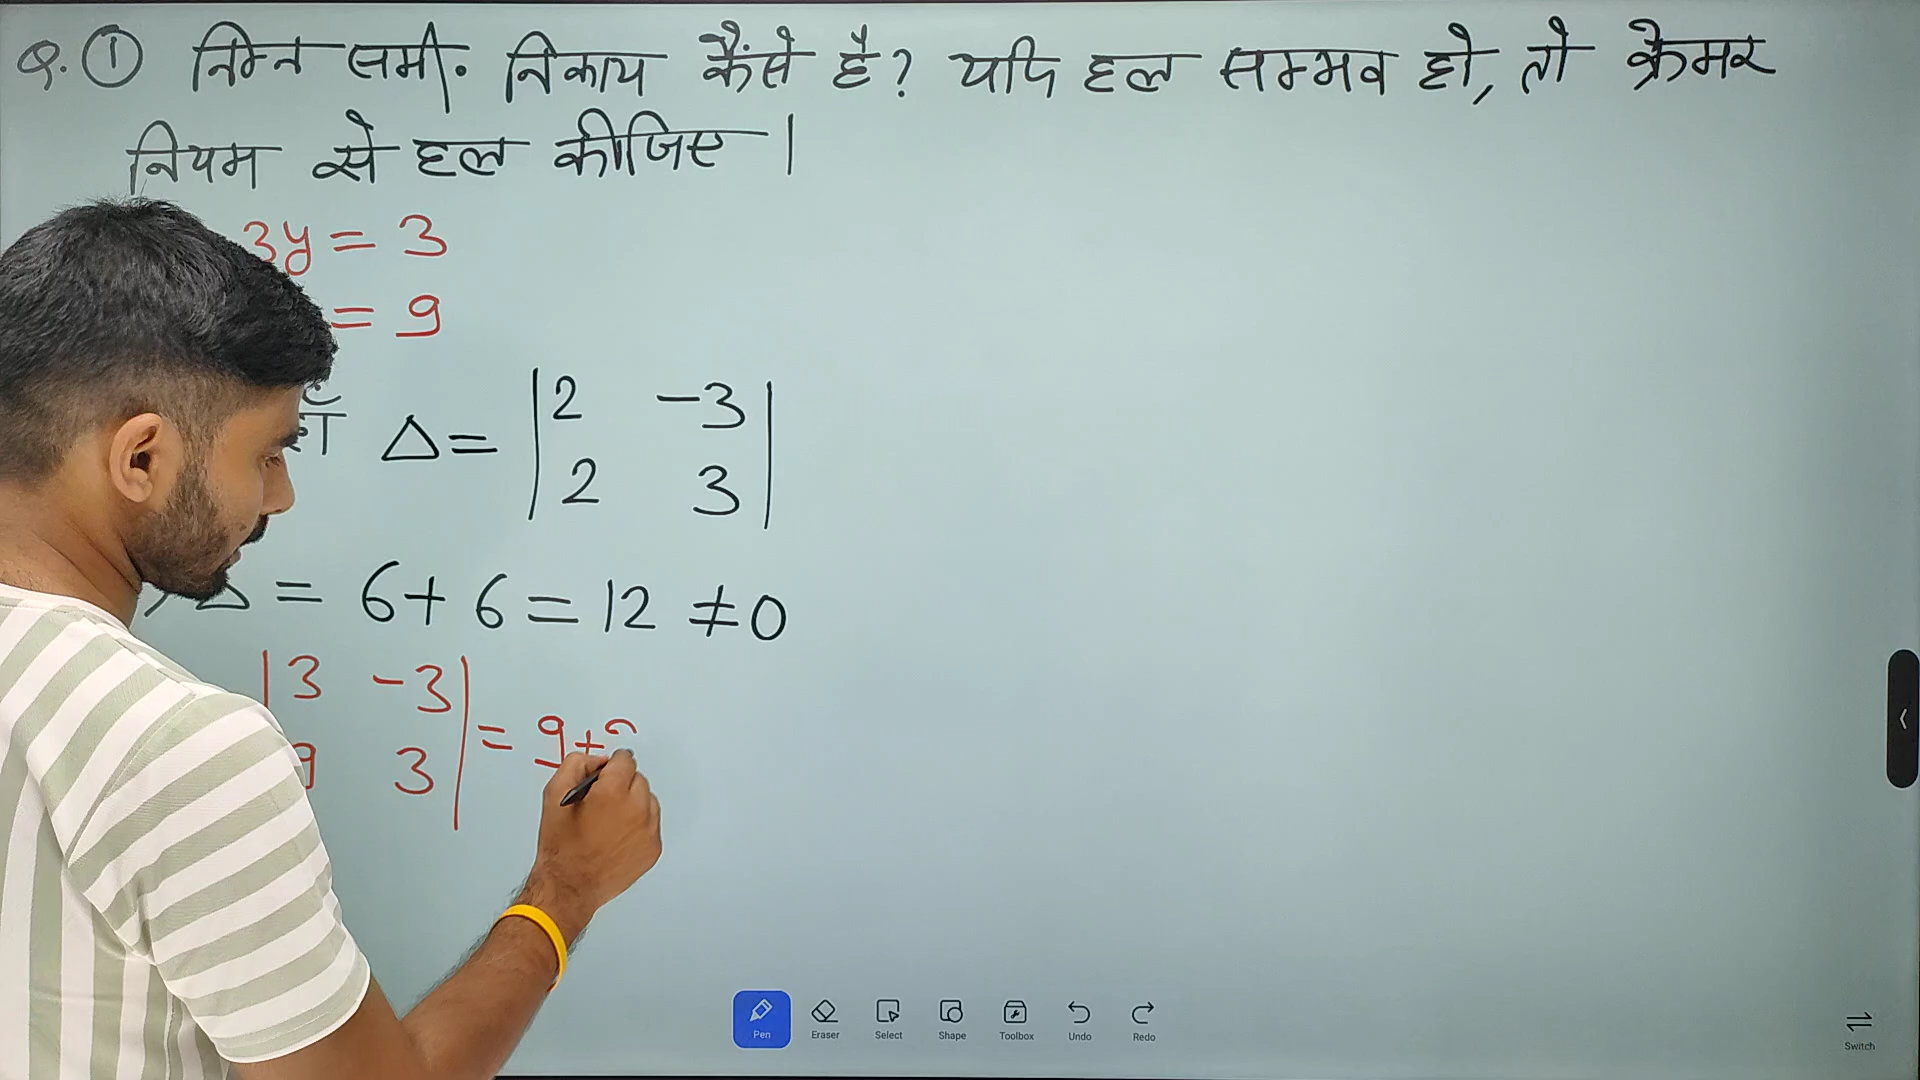 Q. ① निम्न समी. निकाय कैसे है? यदि हल सम्भव हो, तो क्रेमर
नियम से हल कीजिए।
3y = 3
= 9
Δ = | 2 -3 |
| 2 3 |
Δ = 6 + 6 = 12 ≠ 0
| 3 -3 | = 9 +
9 3 |
Pen Eraser Select Shape Toolbox Undo Redo
Switch